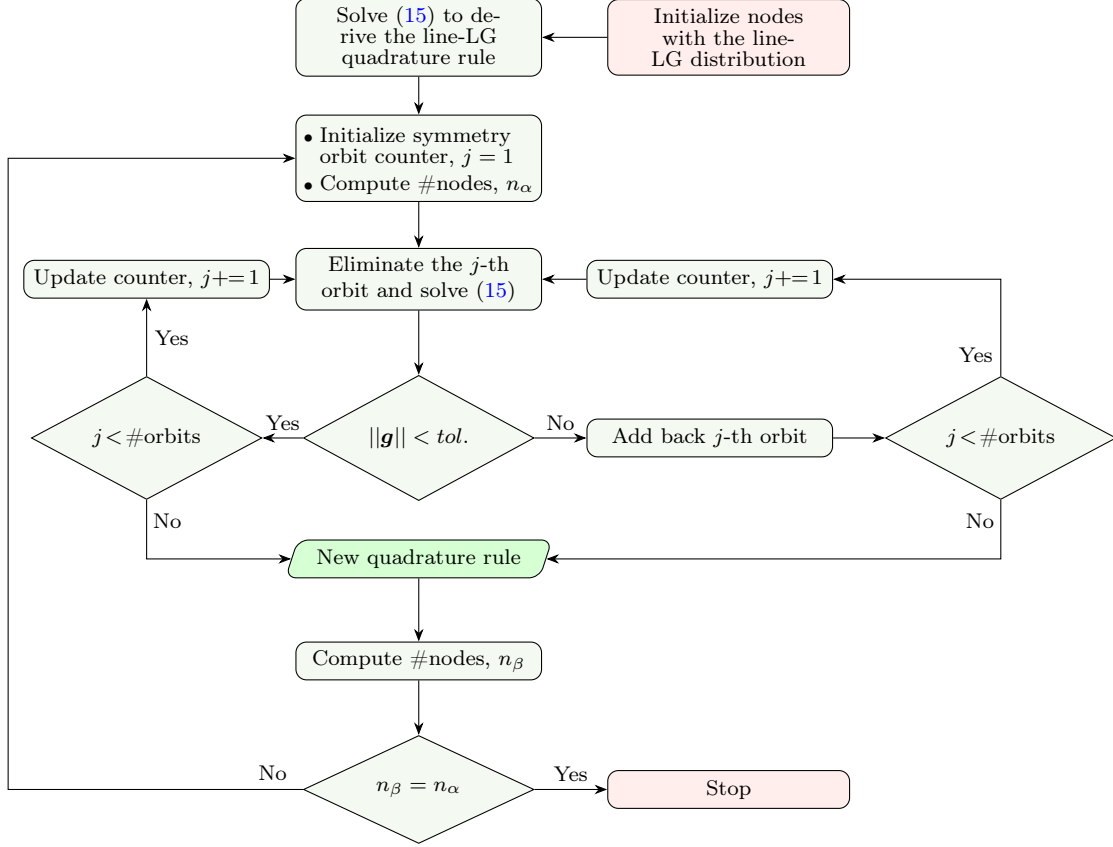 Solve (15) to de-
rive the line-LG
quadrature rule
Initialize nodes
with the line-
LG distribution
• Initialize symmetry
orbit counter, j = 1
• Compute #nodes, n_α
Update counter, j+=1
Eliminate the j-th
orbit and solve (15)
Update counter, j+=1
Yes
Yes
j<#orbits
Yes
||g|| < tol.
No
Add back j-th orbit
j<#orbits
No
No
New quadrature rule
Compute #nodes, n_β
No
n_β = n_α
Yes
Stop